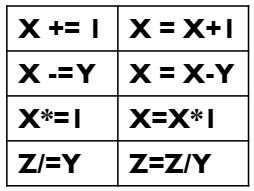 X += 1 X = X+1
X -=Y X = X-Y
X*=1 X=X*1
Z/=Y Z=Z/Y